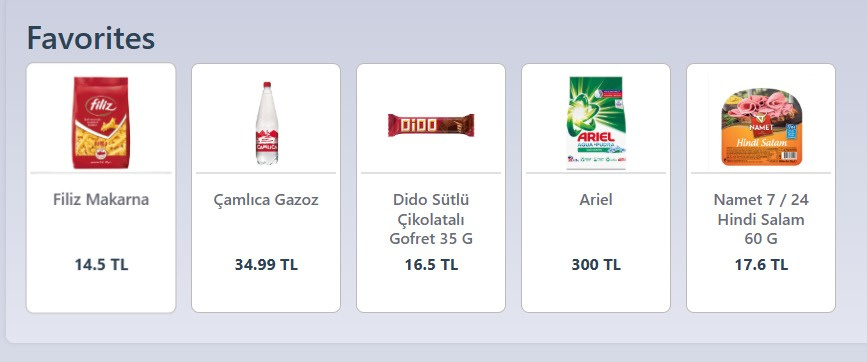 Favorites
filiz
ÇAMLICA
DiDO
ARIEL
AQUA PUDRA
NAMET
Hindi Salam
Filiz Makarna
Çamlıca Gazoz
Dido Sütlü
Çikolatalı
Gofret 35 G
Ariel
Namet 7 / 24
Hindi Salam
60 G
14.5 TL
34.99 TL
16.5 TL
300 TL
17.6 TL